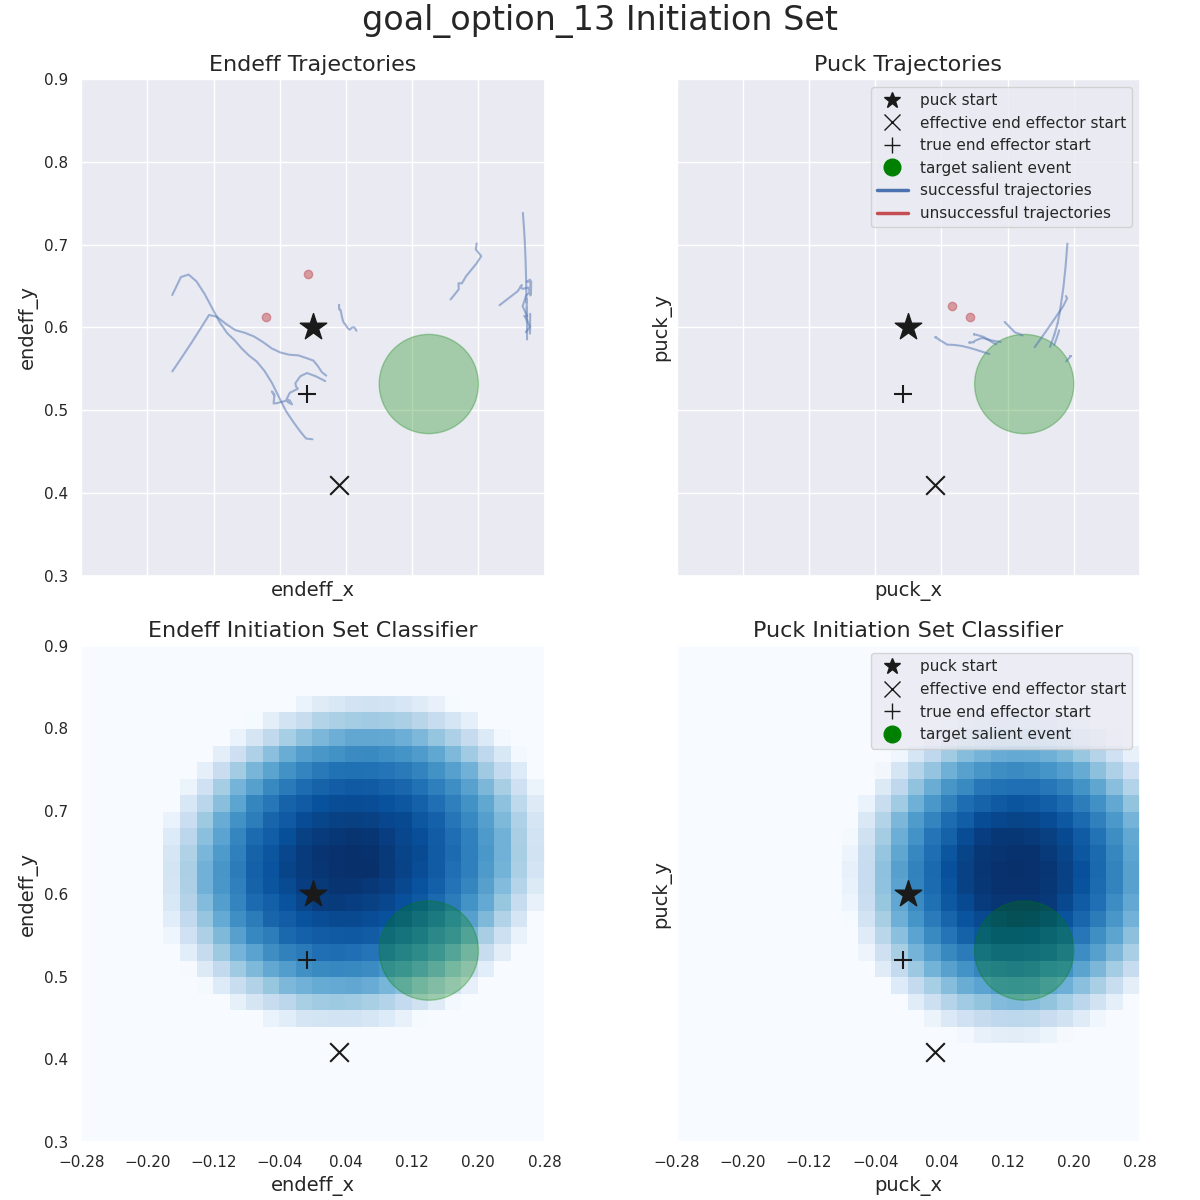 goal_option_13 Initiation Set
Endeff Trajectories
0.9
0.8
0.7
0.6
0.5
0.4
0.3
endeff_y
endeff_x
Puck Trajectories
puck start
effective end effector start
true end effector start
target salient event
successful trajectories
unsuccessful trajectories
puck_y
puck_x
Endeff Initiation Set Classifier
0.9
0.8
0.7
0.6
0.5
0.4
0.3
endeff_y
−0.28 −0.20 −0.12 −0.04 0.04 0.12 0.20 0.28
endeff_x
Puck Initiation Set Classifier
puck start
effective end effector start
true end effector start
target salient event
puck_y
−0.28 −0.20 −0.12 −0.04 0.04 0.12 0.20 0.28
puck_x